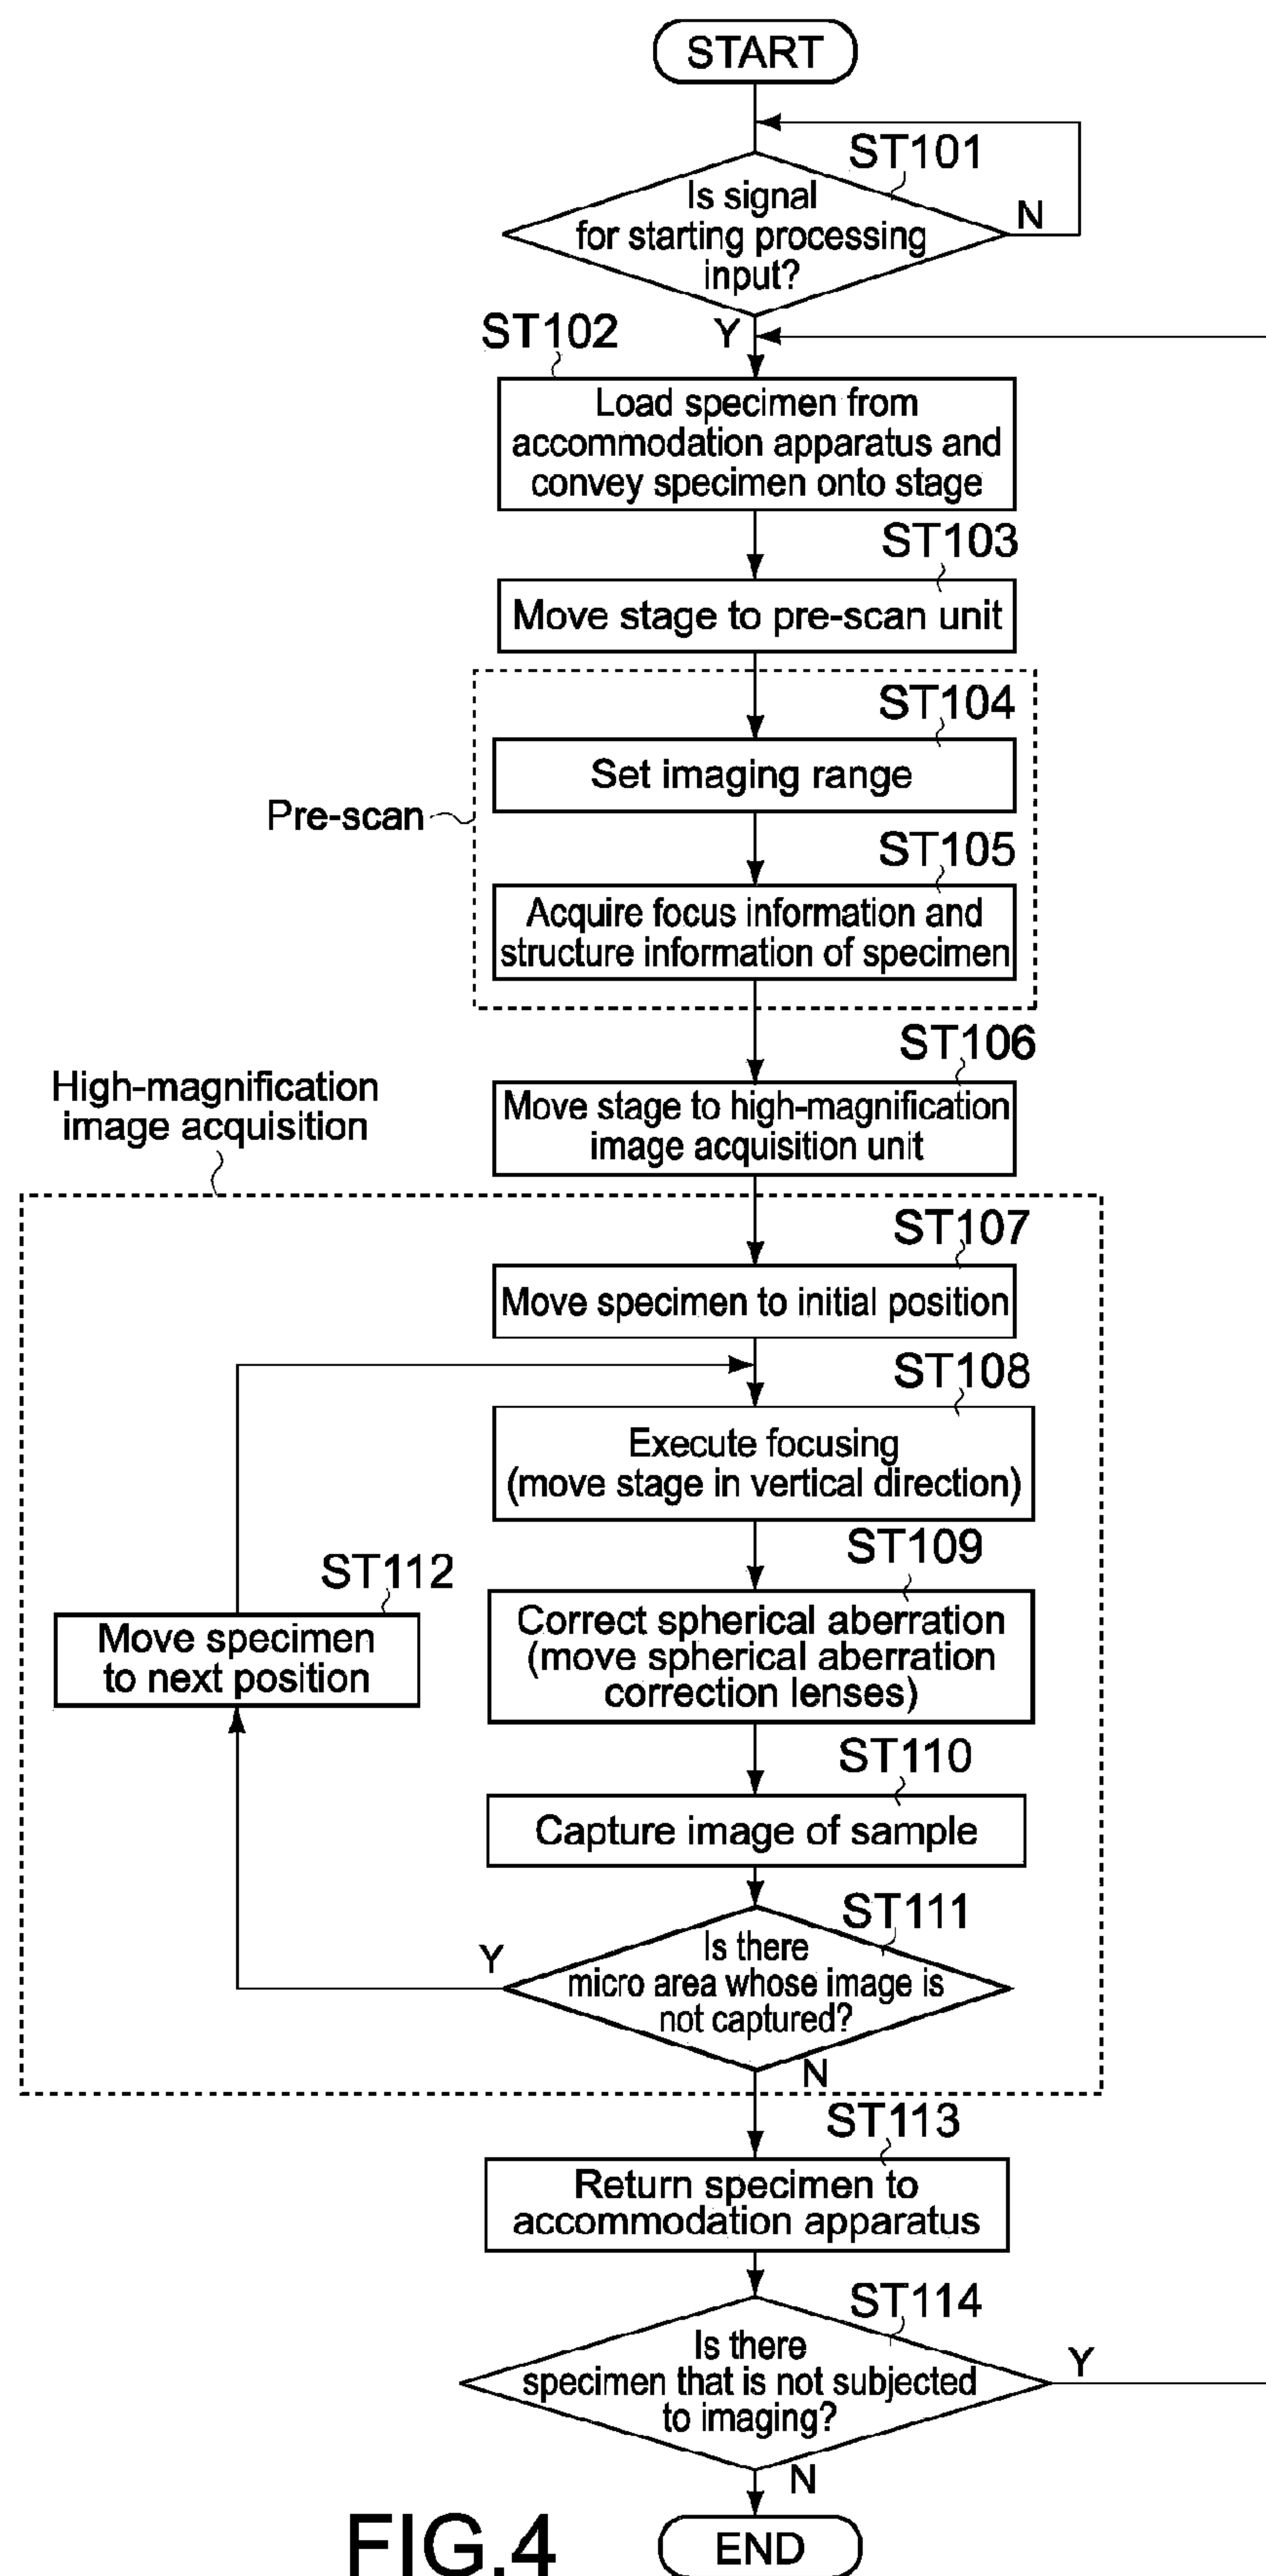 START
ST101
Is signal
for starting processing
input?
N
Y
ST102
Load specimen from
accommodation apparatus and
convey specimen onto stage
ST103
Move stage to pre-scan unit
ST104
Set imaging range
Pre-scan
ST105
Acquire focus information and
structure information of specimen
ST106
Move stage to high-magnification
image acquisition unit
High-magnification
image acquisition
ST107
Move specimen to initial position
ST108
Execute focusing
(move stage in vertical direction)
ST109
Correct spherical aberration
(move spherical aberration
correction lenses)
ST112
Move specimen
to next position
ST110
Capture image of sample
ST111
Is there
micro area whose image is
not captured?
Y
N
ST113
Return specimen to
accommodation apparatus
ST114
Is there
specimen that is not subjected
to imaging?
Y
N
END
FIG.4